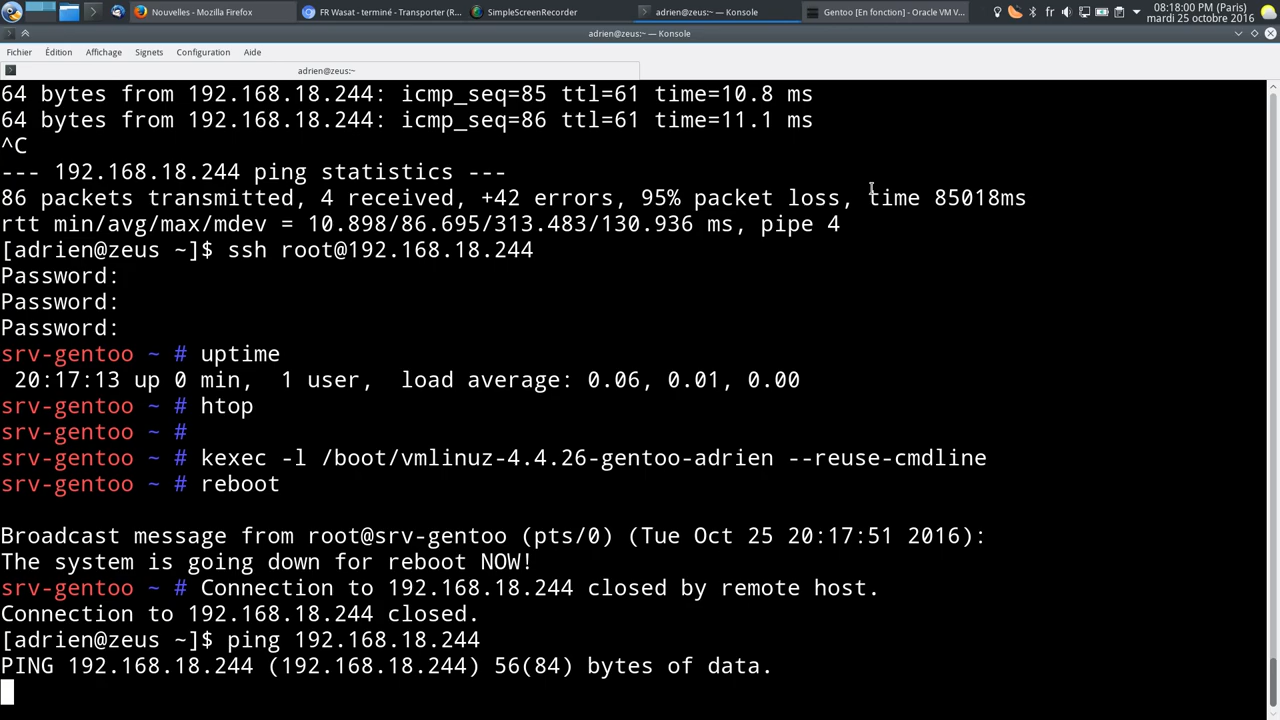 Nouvelles - Mozilla Firefox
FR Wasat - terminé - Transporter (R...
SimpleScreenRecorder
adrien@zeus:~ — Konsole
Gentoo [En fonction] - Oracle VM V...
fr
08:18:00 PM (Paris)
mardi 25 octobre 2016
adrien@zeus:~ — Konsole
Fichier Édition Affichage Signets Configuration Aide
adrien@zeus:~
64 bytes from 192.168.18.244: icmp_seq=85 ttl=61 time=10.8 ms
64 bytes from 192.168.18.244: icmp_seq=86 ttl=61 time=11.1 ms
^C
--- 192.168.18.244 ping statistics ---
86 packets transmitted, 4 received, +42 errors, 95% packet loss, time 85018ms
rtt min/avg/max/mdev = 10.898/86.695/313.483/130.936 ms, pipe 4
[adrien@zeus ~]$ ssh root@192.168.18.244
Password:
Password:
Password:
srv-gentoo ~ # uptime
 20:17:13 up 0 min,  1 user,  load average: 0.06, 0.01, 0.00
srv-gentoo ~ # htop
srv-gentoo ~ #
srv-gentoo ~ # kexec -l /boot/vmlinuz-4.4.26-gentoo-adrien --reuse-cmdline
srv-gentoo ~ # reboot
Broadcast message from root@srv-gentoo (pts/0) (Tue Oct 25 20:17:51 2016):
The system is going down for reboot NOW!
srv-gentoo ~ # Connection to 192.168.18.244 closed by remote host.
Connection to 192.168.18.244 closed.
[adrien@zeus ~]$ ping 192.168.18.244
PING 192.168.18.244 (192.168.18.244) 56(84) bytes of data.